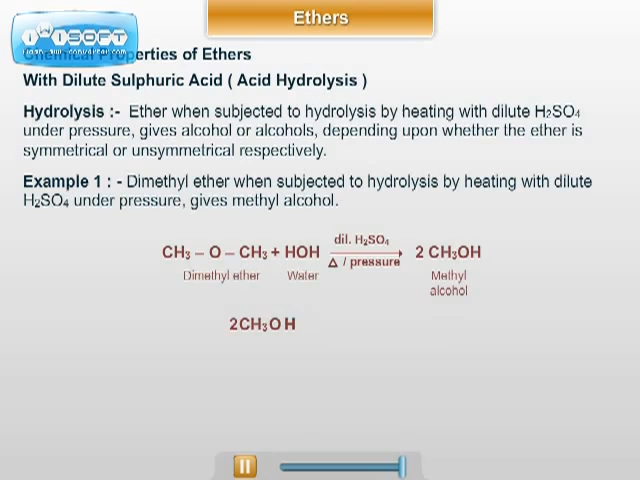 Ethers
iwisoft
Chemical Properties of Ethers
With Dilute Sulphuric Acid ( Acid Hydrolysis )
Hydrolysis :- Ether when subjected to hydrolysis by heating with dilute H₂SO₄
under pressure, gives alcohol or alcohols, depending upon whether the ether is
symmetrical or unsymmetrical respectively.
Example 1 : - Dimethyl ether when subjected to hydrolysis by heating with dilute
H₂SO₄ under pressure, gives methyl alcohol.
dil. H₂SO₄
CH₃ – O – CH₃ + HOH 2 CH₃OH
Δ / pressure
Dimethyl ether Water Methyl
alcohol
2CH₃O H